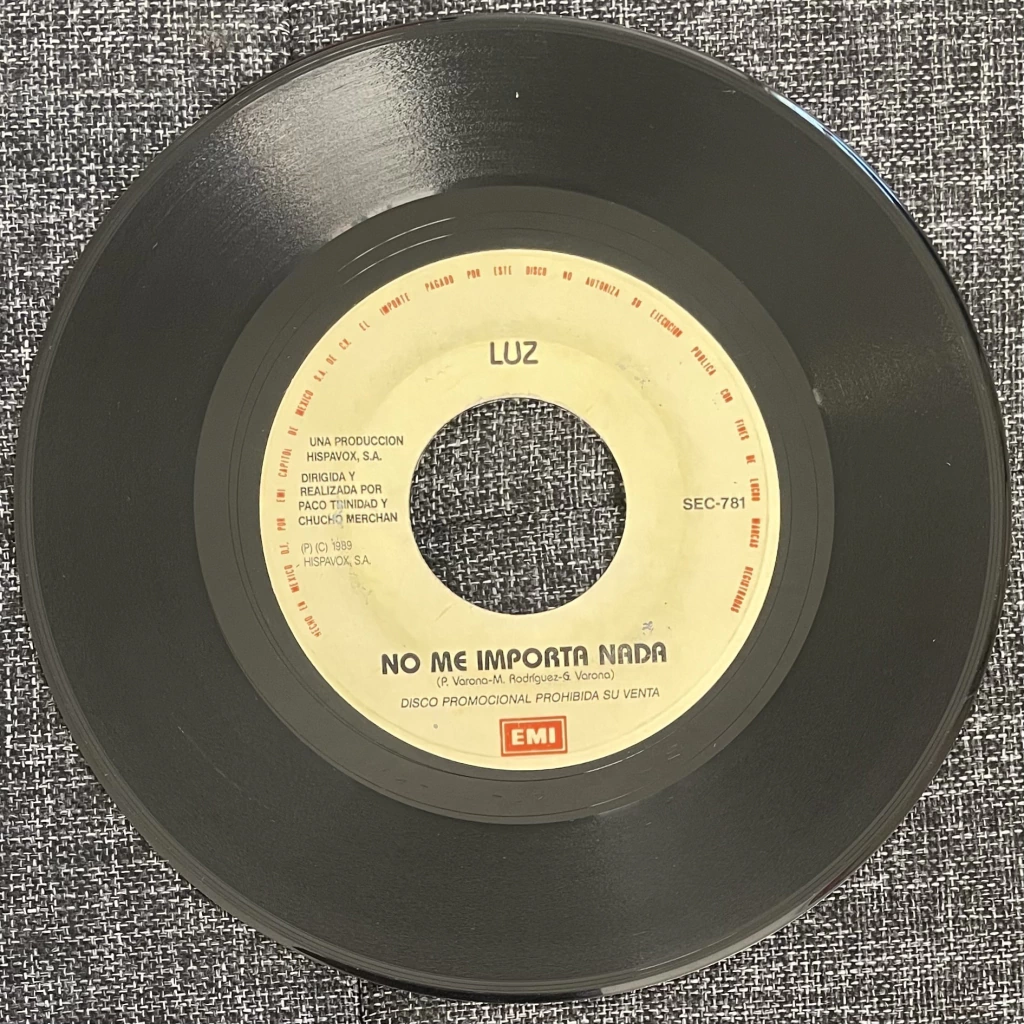 HECHO EN MEXICO D.F. POR EMI CAPITOL DE MEXICO S.A. DE C.V. EL IMPORTE PAGADO POR ESTE DISCO NO AUTORIZA SU EJECUCION PUBLICA CON FINES DE LUCRO MARCAS REGISTRADAS
LUZ
UNA PRODUCCION
HISPAVOX, S.A.
DIRIGIDA Y
REALIZADA POR
PACO TRINIDAD Y
CHUCHO MERCHAN
(P) (C) 1989
HISPAVOX, S.A.
SEC-781
NO ME IMPORTA NADA
(P. Varona-M. Rodríguez-G. Varona)
DISCO PROMOCIONAL PROHIBIDA SU VENTA
EMI